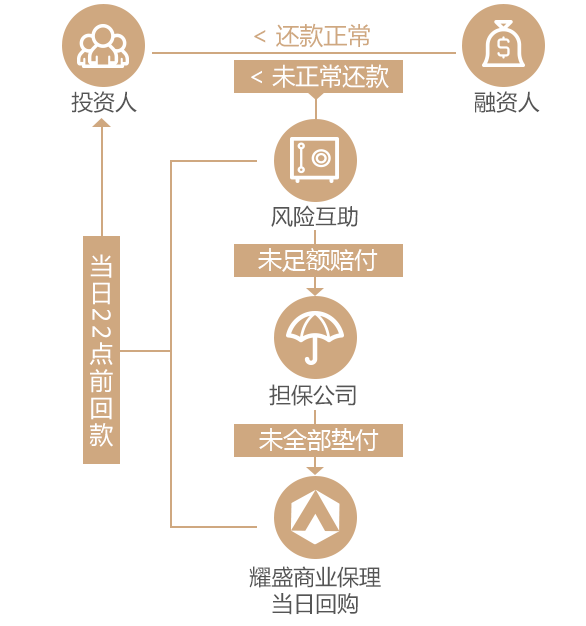 < 还款正常
< 未正常还款
投资人
融资人
风险互助
未足额赔付
当日22点前回款
担保公司
未全部垫付
耀盛商业保理
当日回购